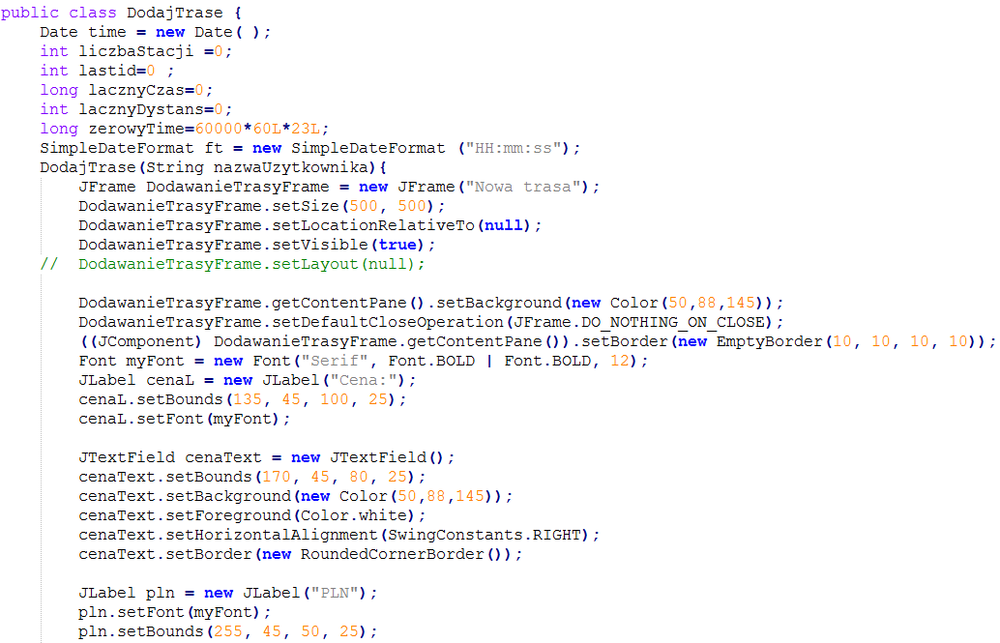 public class DodajTrase {
    Date time = new Date( );
    int liczbaStacji =0;
    int lastid=0 ;
    long lacznyCzas=0;
    int lacznyDystans=0;
    long zerowyTime=60000*60L*23L;
    SimpleDateFormat ft = new SimpleDateFormat ("HH:mm:ss");
    DodajTrase(String nazwaUzytkownika){
        JFrame DodawanieTrasyFrame = new JFrame("Nowa trasa");
        DodawanieTrasyFrame.setSize(500, 500);
        DodawanieTrasyFrame.setLocationRelativeTo(null);
        DodawanieTrasyFrame.setVisible(true);
    //  DodawanieTrasyFrame.setLayout(null);

        DodawanieTrasyFrame.getContentPane().setBackground(new Color(50,88,145));
        DodawanieTrasyFrame.setDefaultCloseOperation(JFrame.DO_NOTHING_ON_CLOSE);
        ((JComponent) DodawanieTrasyFrame.getContentPane()).setBorder(new EmptyBorder(10, 10, 10, 10));
        Font myFont = new Font("Serif", Font.BOLD | Font.BOLD, 12);
        JLabel cenaL = new JLabel("Cena:");
        cenaL.setBounds(135, 45, 100, 25);
        cenaL.setFont(myFont);

        JTextField cenaText = new JTextField();
        cenaText.setBounds(170, 45, 80, 25);
        cenaText.setBackground(new Color(50,88,145));
        cenaText.setForeground(Color.white);
        cenaText.setHorizontalAlignment(SwingConstants.RIGHT);
        cenaText.setBorder(new RoundedCornerBorder());

        JLabel pln = new JLabel("PLN");
        pln.setFont(myFont);
        pln.setBounds(255, 45, 50, 25);